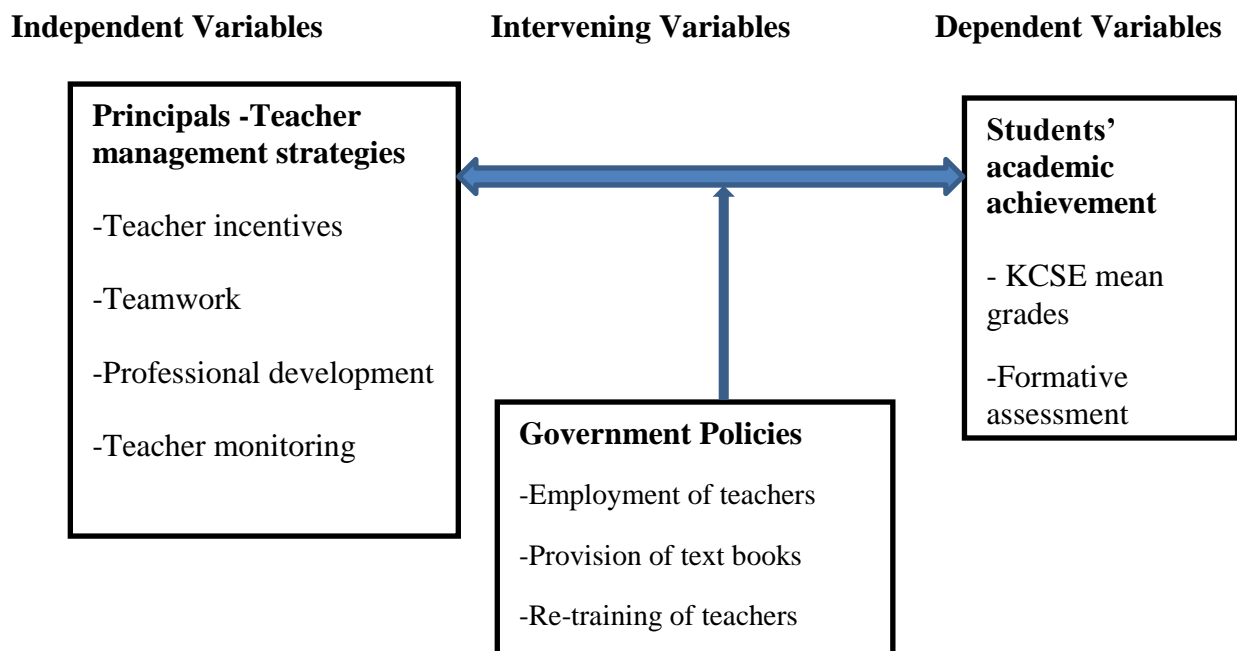 Independent Variables
Intervening Variables
Dependent Variables
Principals -Teacher
management strategies
-Teacher incentives
-Teamwork
-Professional development
-Teacher monitoring
Government Policies
-Employment of teachers
-Provision of text books
-Re-training of teachers
Students’
academic
achievement
- KCSE mean
grades
-Formative
assessment